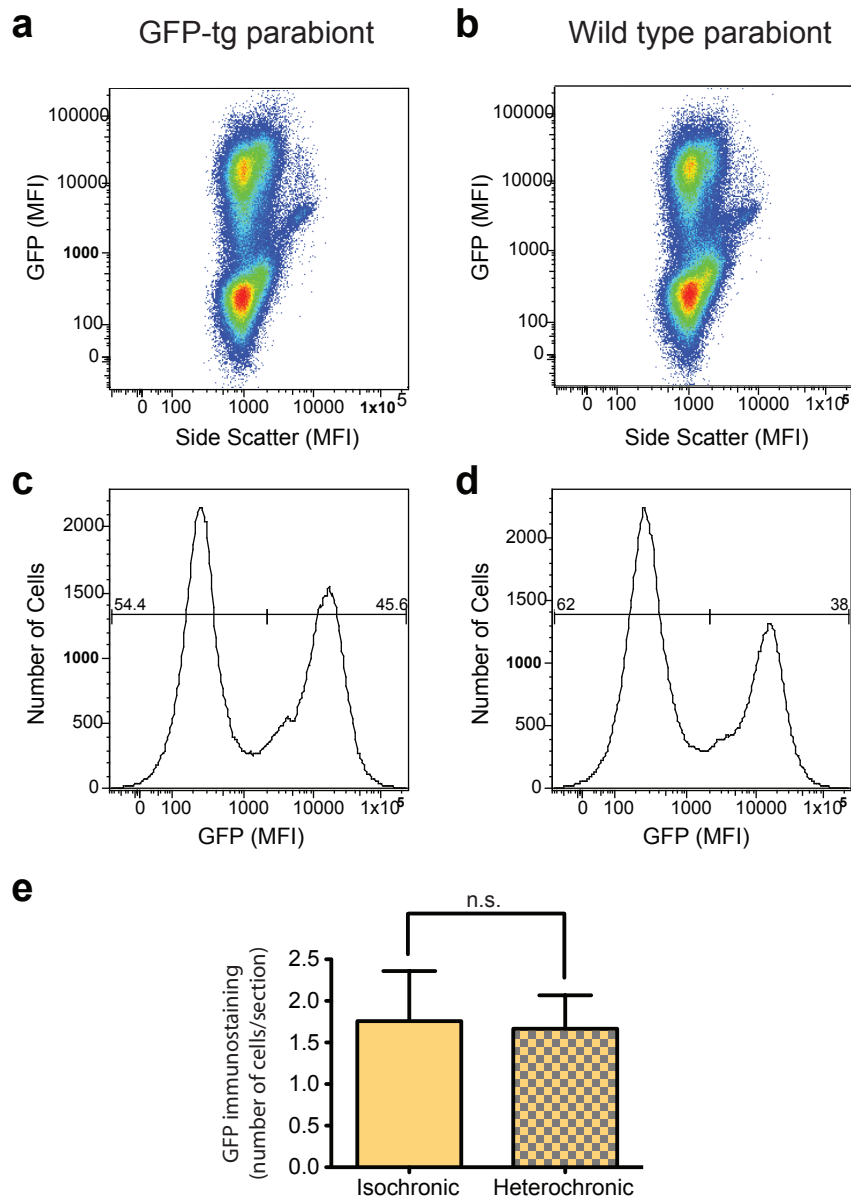 a GFP-tg parabiont
b Wild type parabiont
GFP (MFI)
100000
10000
1000
100
0
0 100 1000 10000 1x10^5
Side Scatter (MFI)
GFP (MFI)
100000
10000
1000
100
0
0 100 1000 10000 1x10^5
Side Scatter (MFI)
c
Number of Cells
2000
1500
1000
500
0
54.4 45.6
0 100 1000 10000 1x10^5
GFP (MFI)
d
Number of Cells
2000
1500
1000
500
0
62 38
0 100 1000 10000 1x10^5
GFP (MFI)
e
n.s.
GFP immunostaining
(number of cells/section)
2.5
2.0
1.5
1.0
0.5
0.0
Isochronic Heterochronic